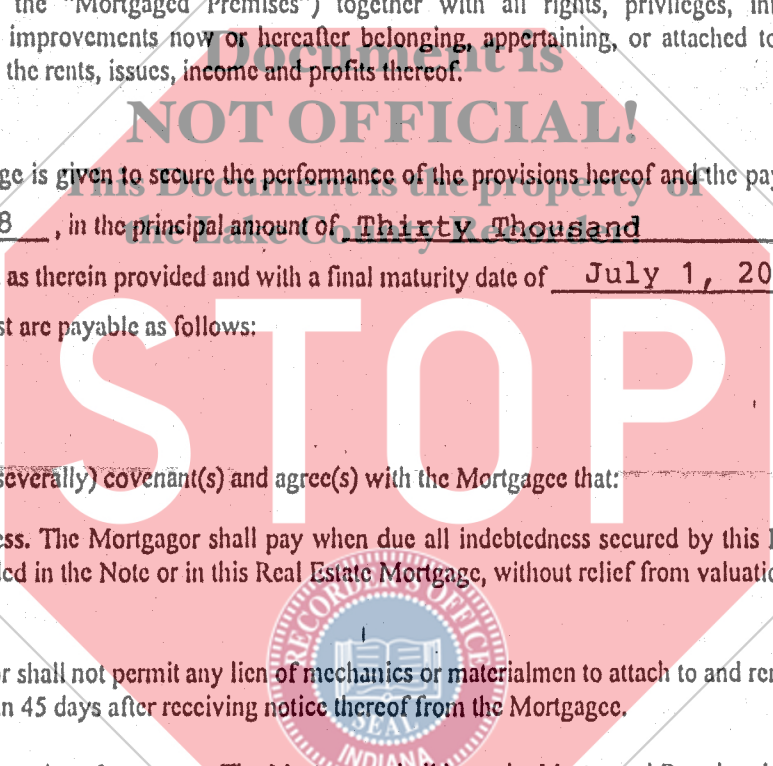 the "Mortgaged Premises") together with all rights, privileges,
improvements now or hereafter belonging, appertaining, or attached to
the rents, issues, income and profits thereof.
Document is
NOT OFFICIAL!
is given to secure the performance of the provisions hereof and the
This Document is the property of
8, in the principal amount of Thirty Thousand
the Lake County Recorder!
as therein provided and with a final maturity date of July 1, 20
are payable as follows:
STOP
severally) covenant(s) and agree(s) with the Mortgagee that:
The Mortgagor shall pay when due all indebtedness secured by this
in the Note or in this Real Estate Mortgage, without relief from
shall not permit any lien of mechanics or materialmen to attach to and
45 days after receiving notice thereof from the Mortgagee.
RECORDER'S OFFICE
SEAL
INDIANA